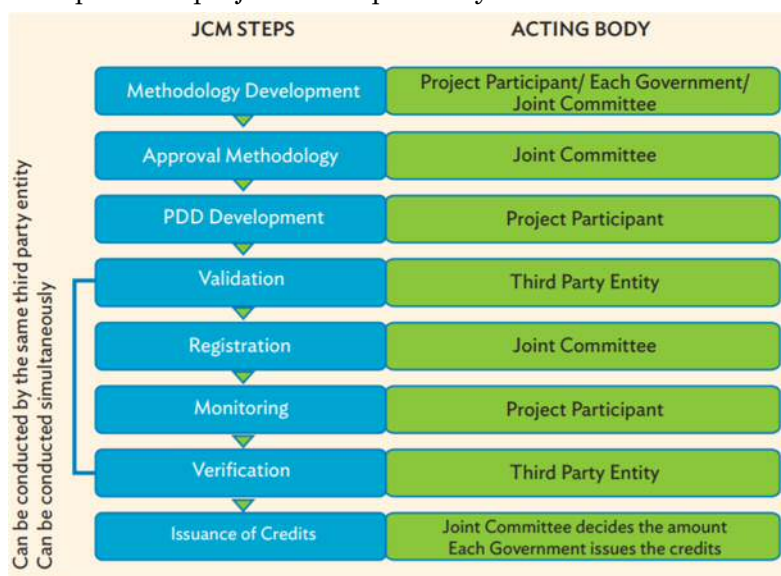 JCM STEPS
ACTING BODY
Methodology Development
Project Participant/ Each Government/
Joint Committee
Approval Methodology
Joint Committee
PDD Development
Project Participant
Validation
Third Party Entity
Registration
Joint Committee
Monitoring
Project Participant
Verification
Third Party Entity
Issuance of Credits
Joint Committee decides the amount
Each Government issues the credits
Can be conducted by the same third party entity
Can be conducted simultaneously